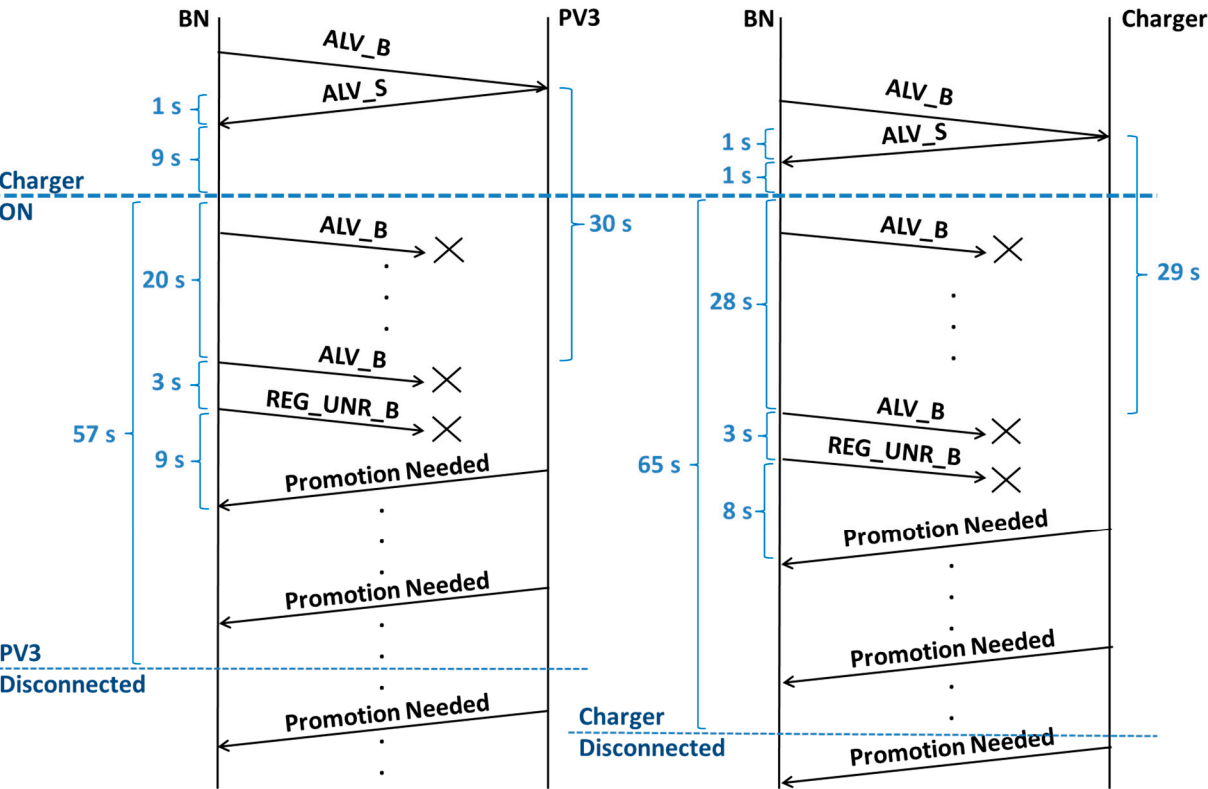 BN
PV3
ALV_B
ALV_S
1 s
9 s
Charger
ON
30 s
ALV_B
20 s
ALV_B
3 s
REG_UNR_B
57 s
9 s
Promotion Needed
Promotion Needed
PV3
Disconnected
Promotion Needed
BN
Charger
ALV_B
ALV_S
1 s
1 s
ALV_B
29 s
28 s
ALV_B
3 s
REG_UNR_B
65 s
8 s
Promotion Needed
Promotion Needed
Charger
Disconnected
Promotion Needed